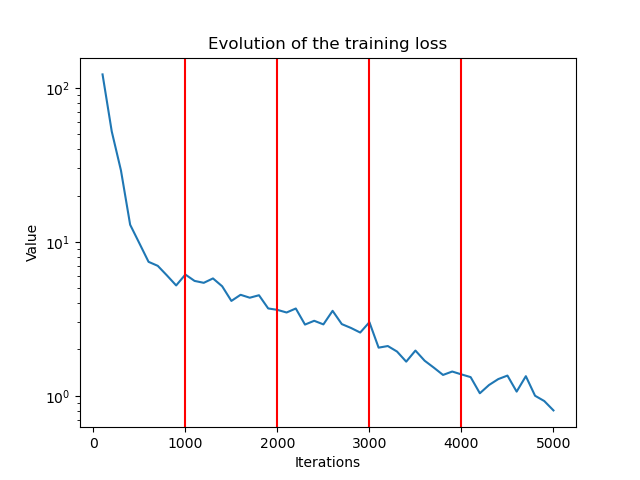 Evolution of the training loss
10²
10¹
10⁰
Value
0 1000 2000 3000 4000 5000
Iterations